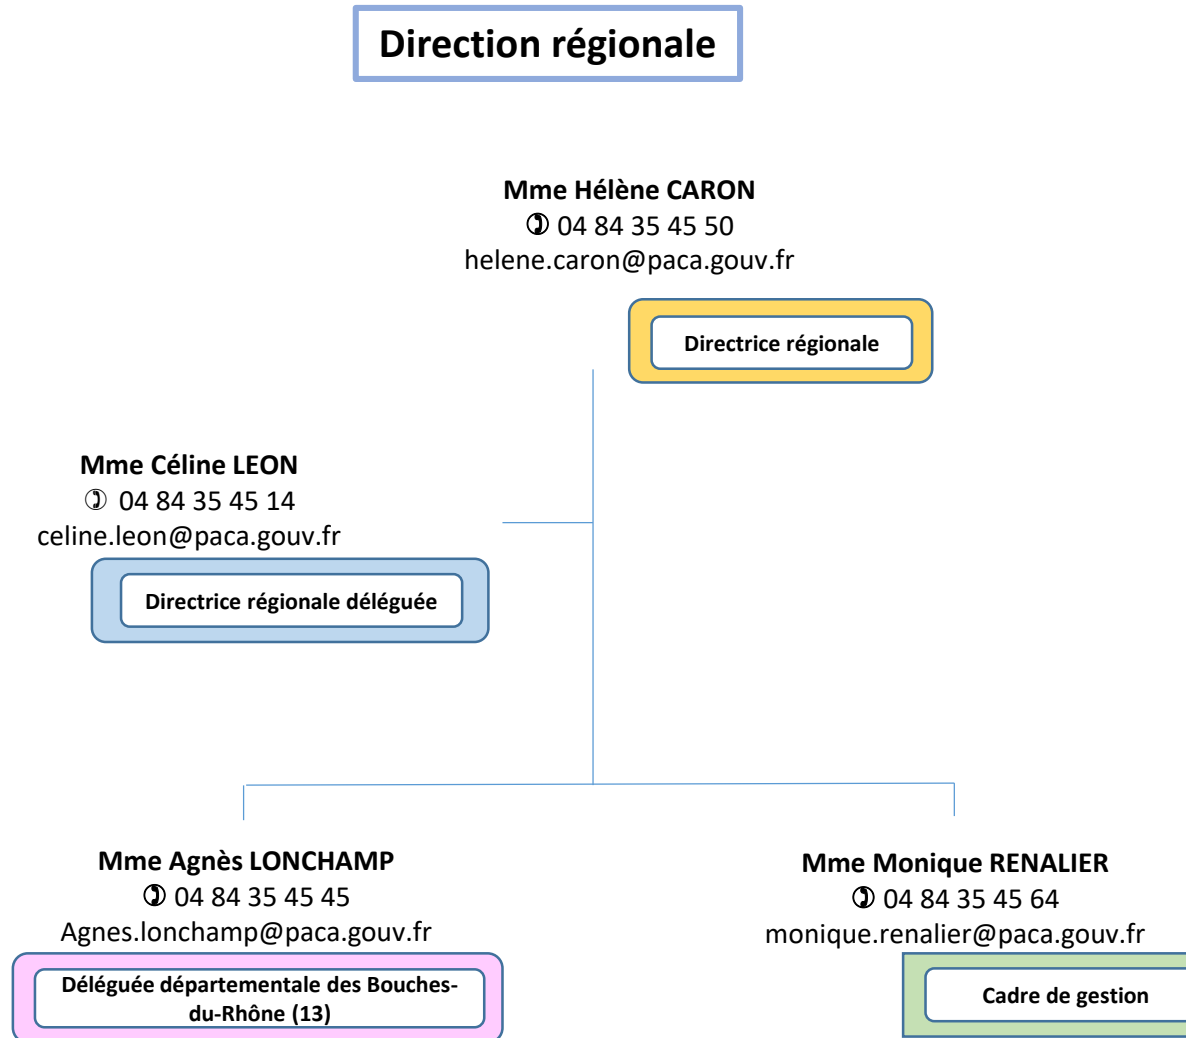 Direction régionale
Mme Hélène CARON
✆ 04 84 35 45 50
helene.caron@paca.gouv.fr
Directrice régionale
Mme Céline LEON
✆ 04 84 35 45 14
celine.leon@paca.gouv.fr
Directrice régionale déléguée
Mme Agnès LONCHAMP
✆ 04 84 35 45 45
Agnes.lonchamp@paca.gouv.fr
Déléguée départementale des Bouches-
du-Rhône (13)
Mme Monique RENALIER
✆ 04 84 35 45 64
monique.renalier@paca.gouv.fr
Cadre de gestion